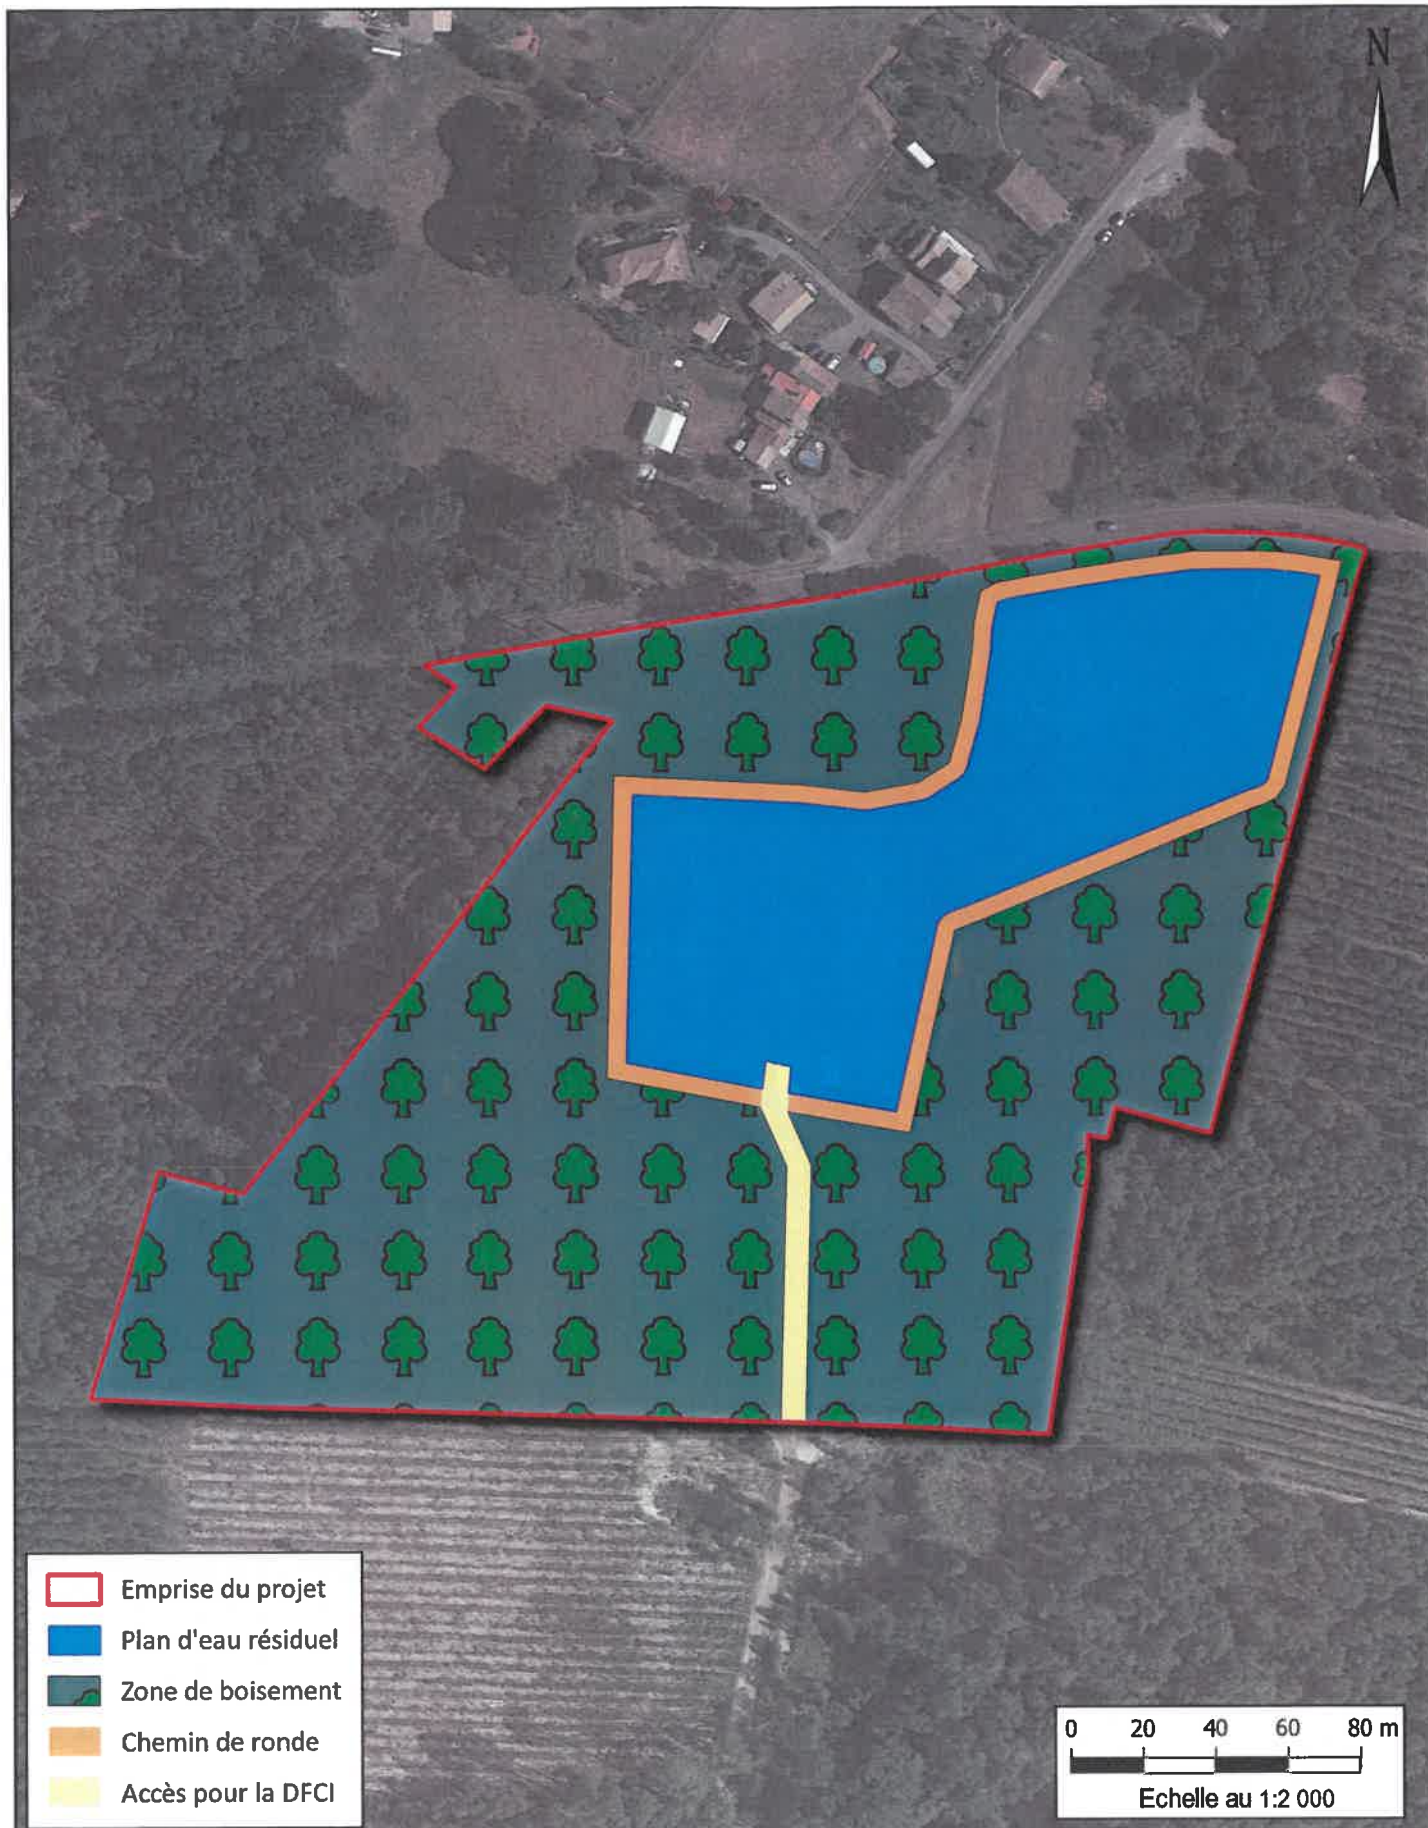 N
Emprise du projet
Plan d'eau résiduel
Zone de boisement
Chemin de ronde
Accès pour la DFCI
0 20 40 60 80 m
Echelle au 1:2 000